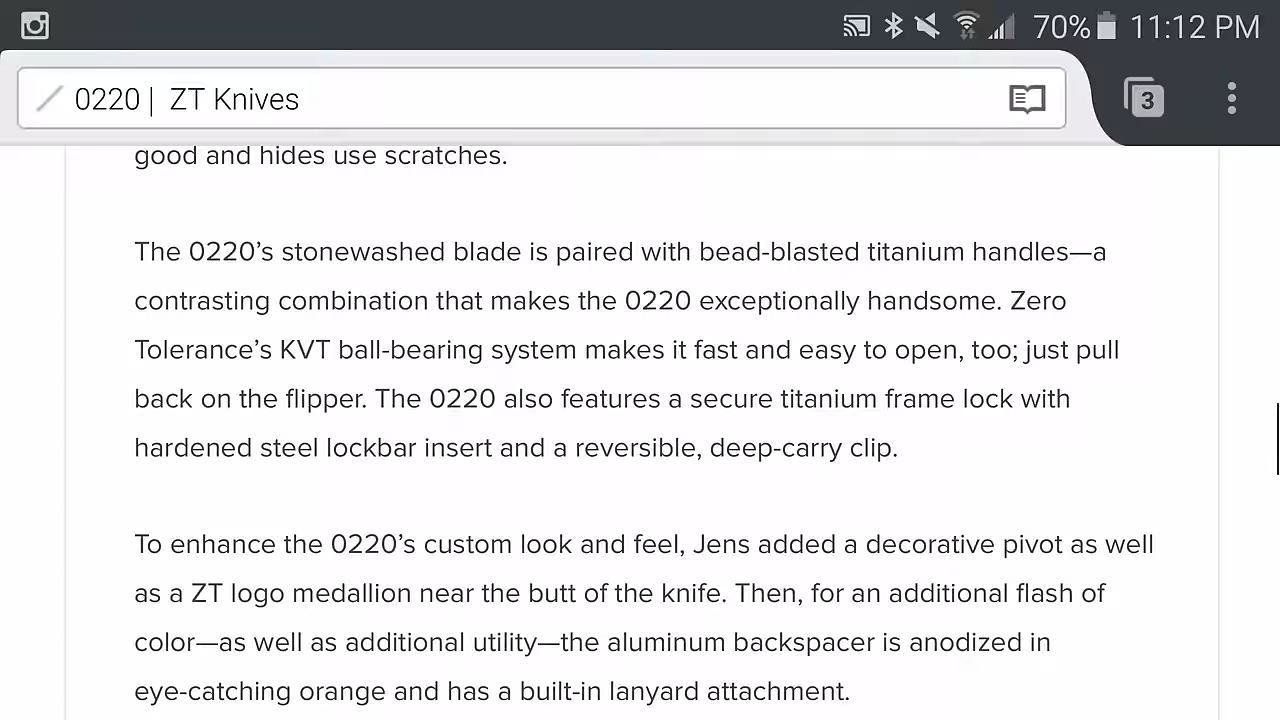 70% 11:12 PM
0220 | ZT Knives
3
good and hides use scratches.
The 0220’s stonewashed blade is paired with bead-blasted titanium handles—a
contrasting combination that makes the 0220 exceptionally handsome. Zero
Tolerance’s KVT ball-bearing system makes it fast and easy to open, too; just pull
back on the flipper. The 0220 also features a secure titanium frame lock with
hardened steel lockbar insert and a reversible, deep-carry clip.
To enhance the 0220’s custom look and feel, Jens added a decorative pivot as well
as a ZT logo medallion near the butt of the knife. Then, for an additional flash of
color—as well as additional utility—the aluminum backspacer is anodized in
eye-catching orange and has a built-in lanyard attachment.